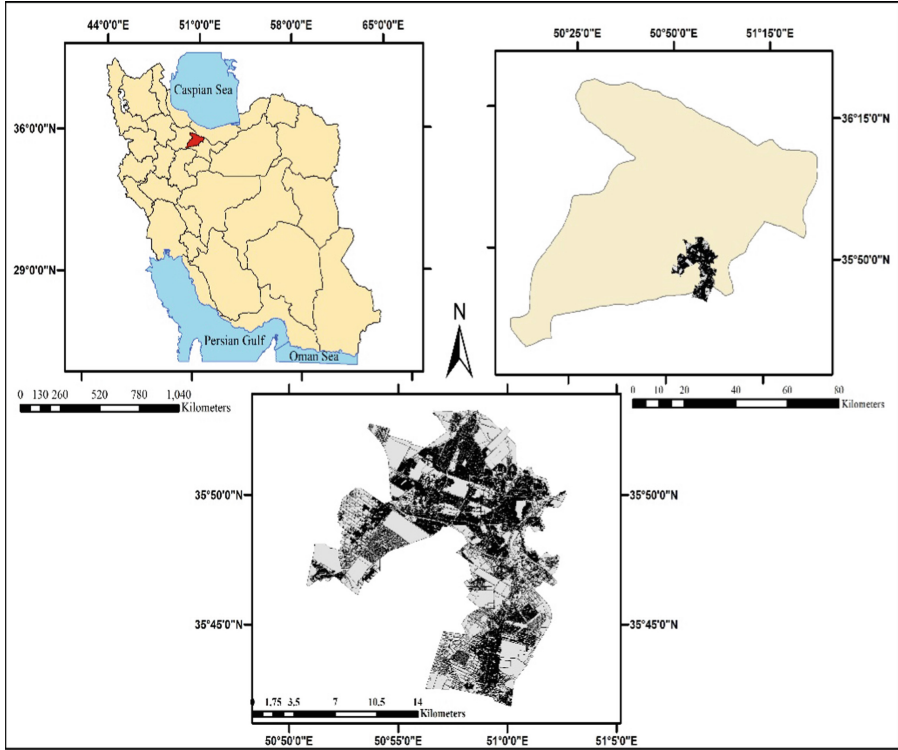 44°0'0"E 51°0'0"E 58°0'0"E 65°0'0"E
Caspian Sea
36°0'0"N
29°0'0"N
Persian Gulf
Oman Sea
0 130 260 520 780 1,040
Kilometers
N
50°25'0"E 50°50'0"E 51°15'0"E
36°15'0"N
35°50'0"N
0 10 20 40 60 80
Kilometers
35°50'0"N 35°50'0"N
35°45'0"N 35°45'0"N
0 1.75 3.5 7 10.5 14
Kilometers
50°50'0"E 50°55'0"E 51°0'0"E 51°5'0"E